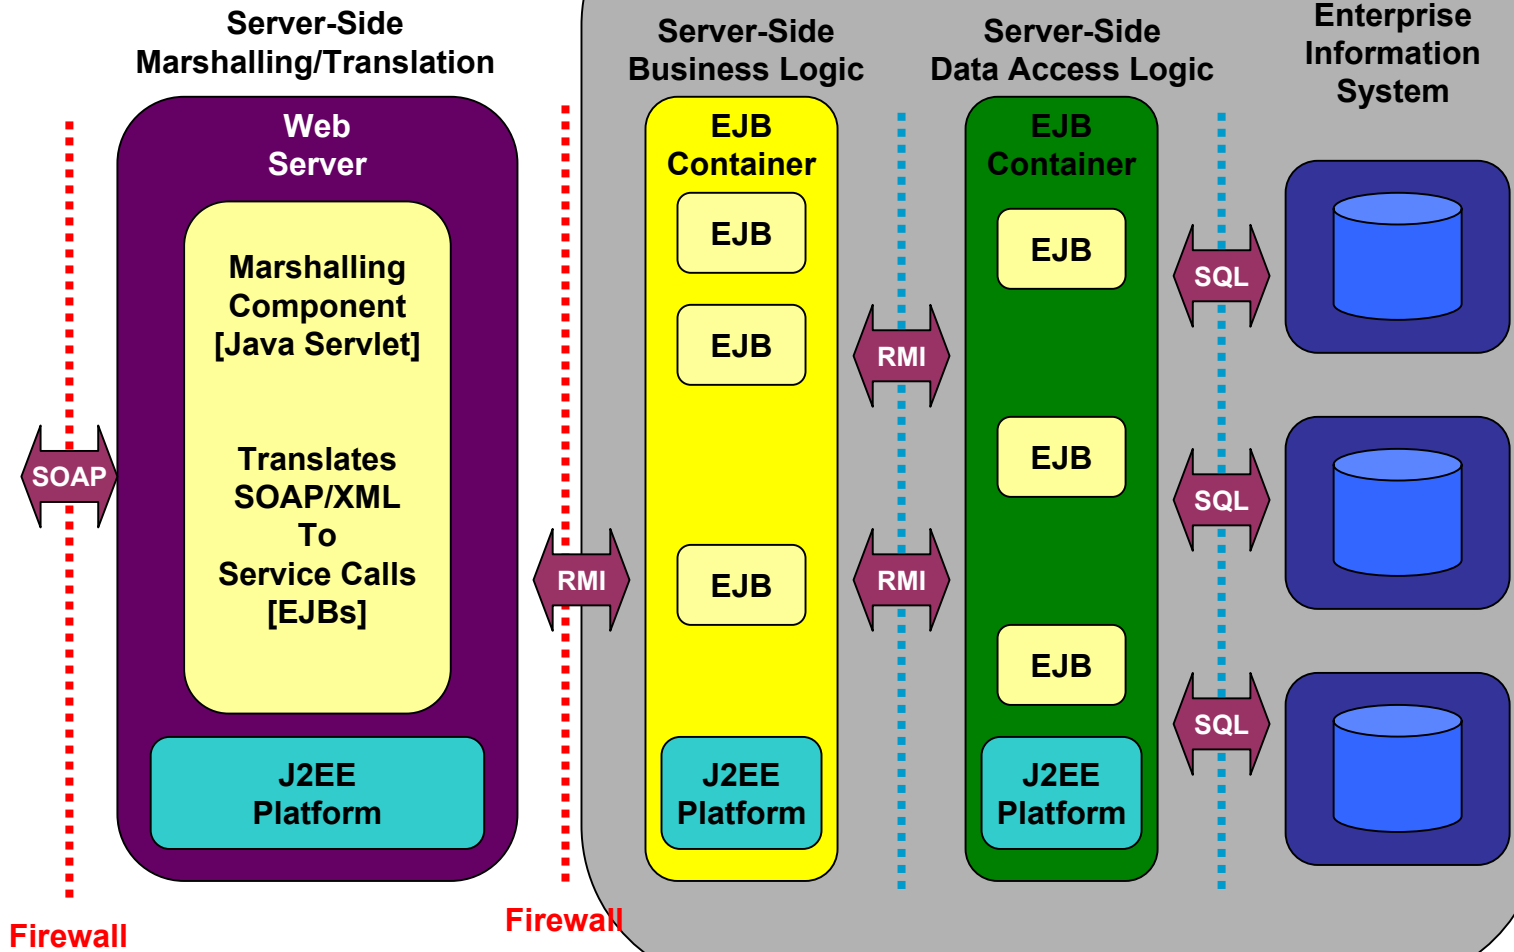 Server-Side
Marshalling/Translation
Server-Side
Business Logic
Server-Side
Data Access Logic
Enterprise
Information
System
Web
Server
Marshalling
Component
[Java Servlet]
Translates
SOAP/XML
To
Service Calls
[EJBs]
J2EE
Platform
SOAP
Firewall
RMI
Firewall
EJB
Container
EJB
EJB
EJB
J2EE
Platform
RMI
RMI
EJB
Container
EJB
EJB
EJB
J2EE
Platform
SQL
SQL
SQL